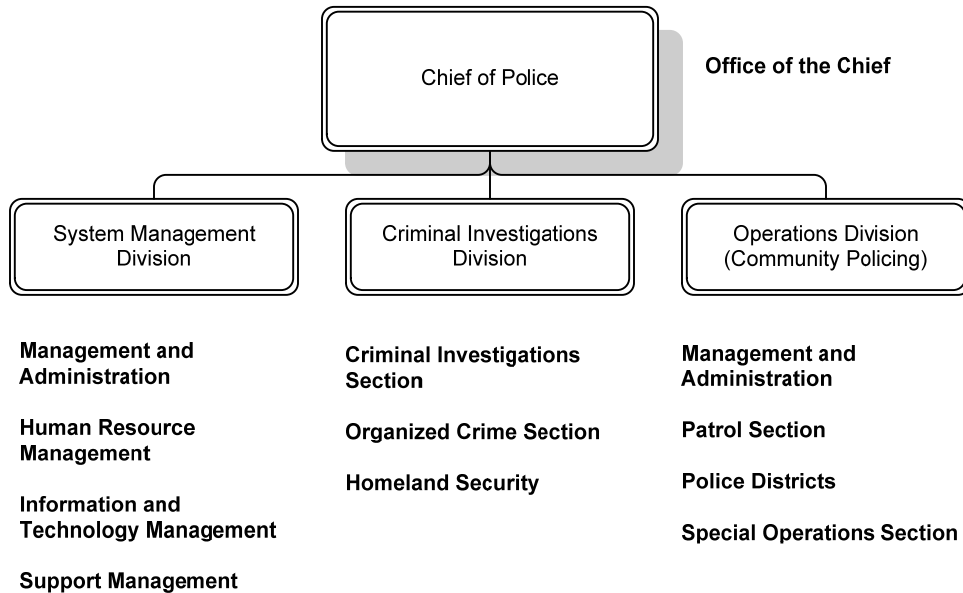 Chief of Police
Office of the Chief
System Management
Division
Criminal Investigations
Division
Operations Division
(Community Policing)
Management and
Administration
Human Resource
Management
Information and
Technology Management
Support Management
Criminal Investigations
Section
Organized Crime Section
Homeland Security
Management and
Administration
Patrol Section
Police Districts
Special Operations Section